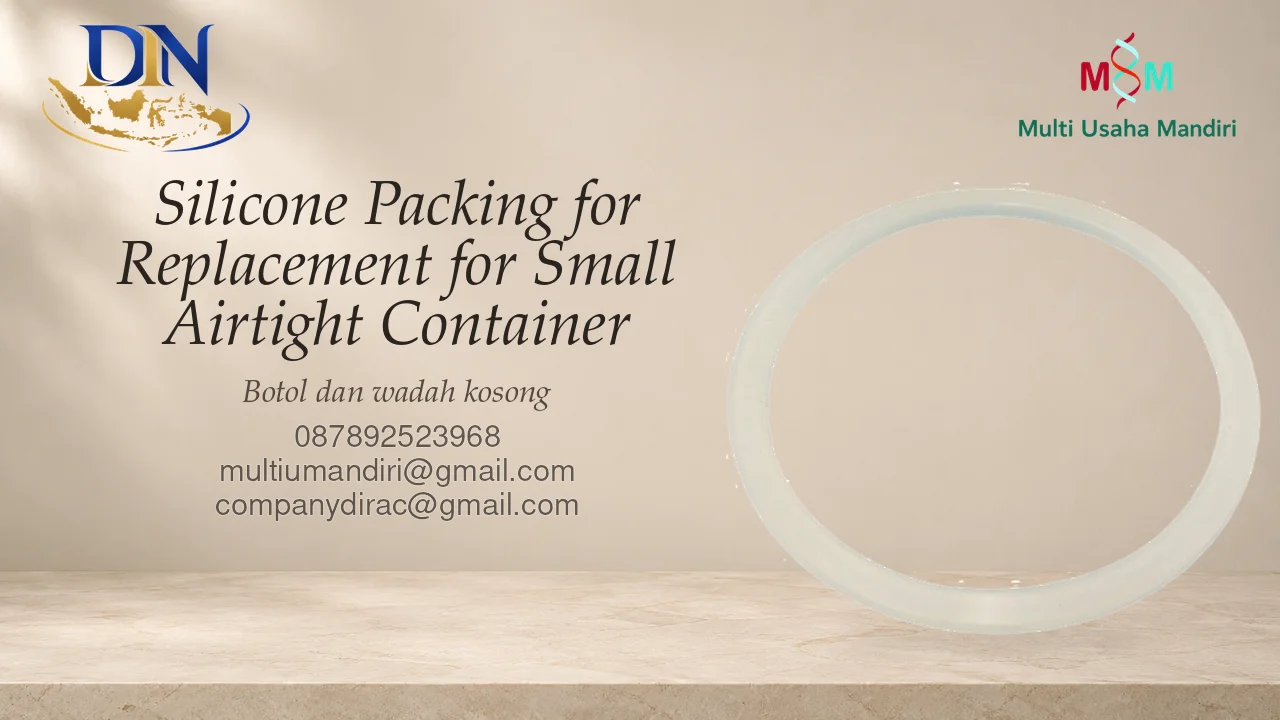 DN
M M
Multi Usaha Mandiri
Silicone Packing for
Replacement for Small
Airtight Container
Botol dan wadah kosong
087892523968
multiumandiri@gmail.com
companydirac@gmail.com